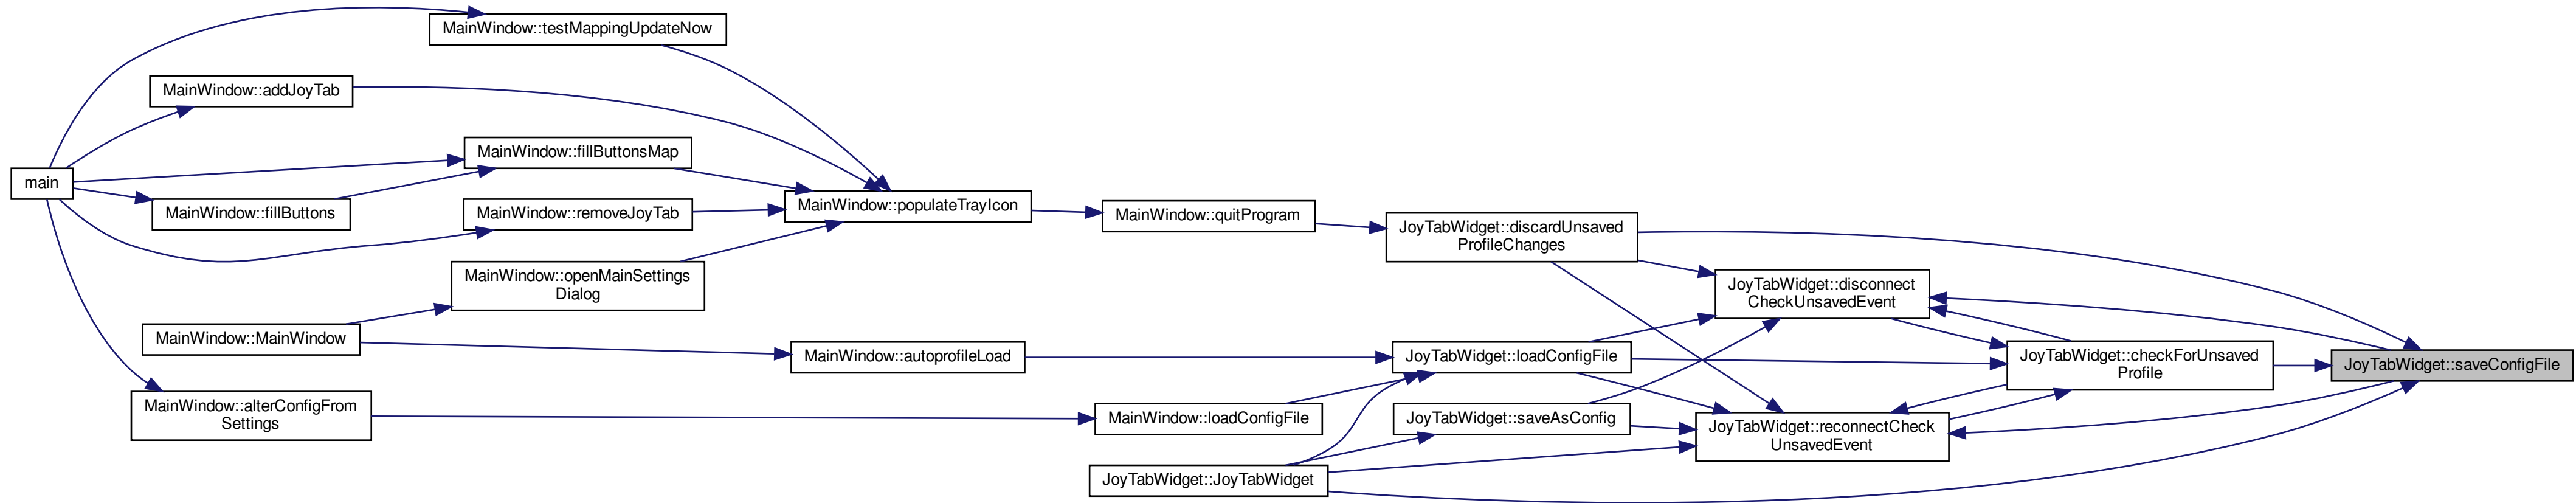 MainWindow::testMappingUpdateNow
MainWindow::addJoyTab
MainWindow::fillButtonsMap
main
MainWindow::fillButtons
MainWindow::removeJoyTab
MainWindow::populateTrayIcon
MainWindow::quitProgram
JoyTabWidget::discardUnsaved
ProfileChanges
MainWindow::openMainSettings
Dialog
JoyTabWidget::disconnect
CheckUnsavedEvent
MainWindow::MainWindow
MainWindow::autoprofileLoad
JoyTabWidget::loadConfigFile
JoyTabWidget::checkForUnsaved
Profile
JoyTabWidget::saveConfigFile
MainWindow::alterConfigFrom
Settings
MainWindow::loadConfigFile
JoyTabWidget::saveAsConfig
JoyTabWidget::reconnectCheck
UnsavedEvent
JoyTabWidget::JoyTabWidget